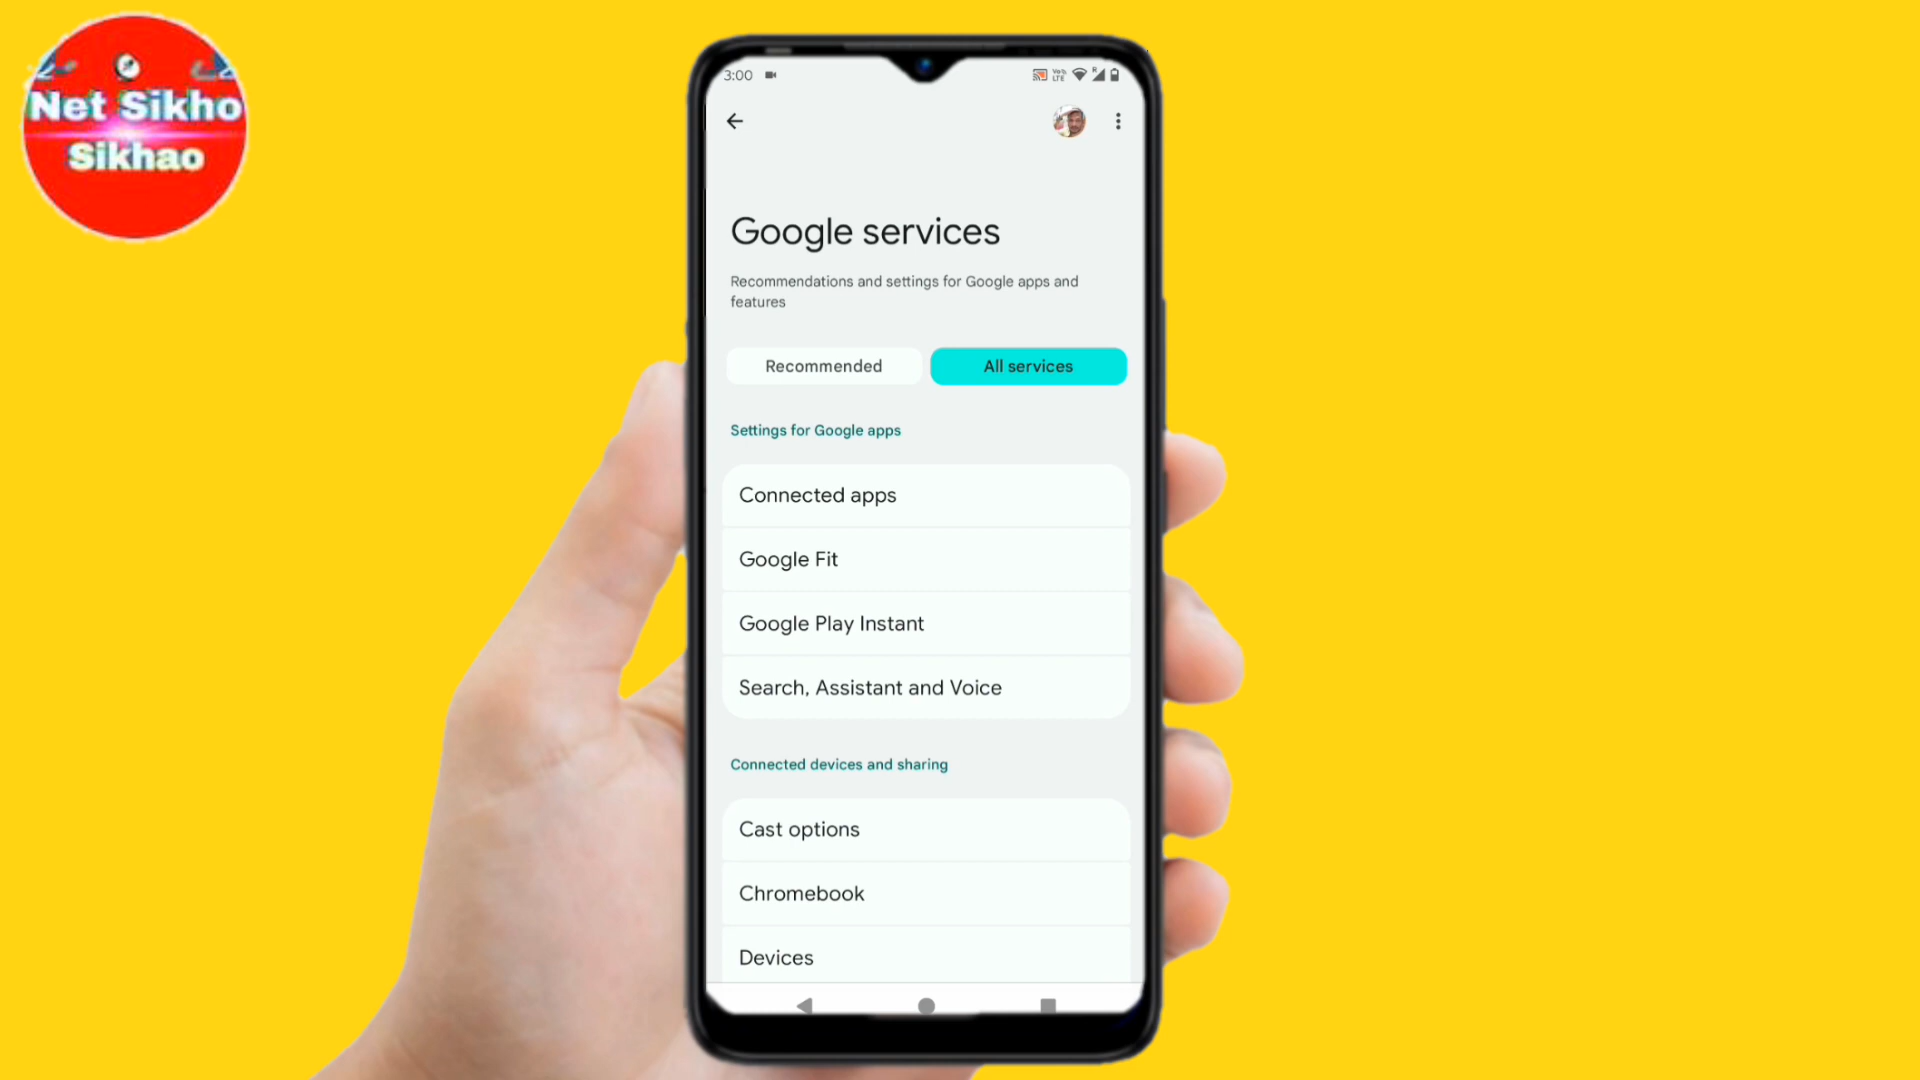 Net Sikho
Sikhao
3:00
Vo))
LTE
R
Google services
Recommendations and settings for Google apps and
features
Recommended
All services
Settings for Google apps
Connected apps
Google Fit
Google Play Instant
Search, Assistant and Voice
Connected devices and sharing
Cast options
Chromebook
Devices